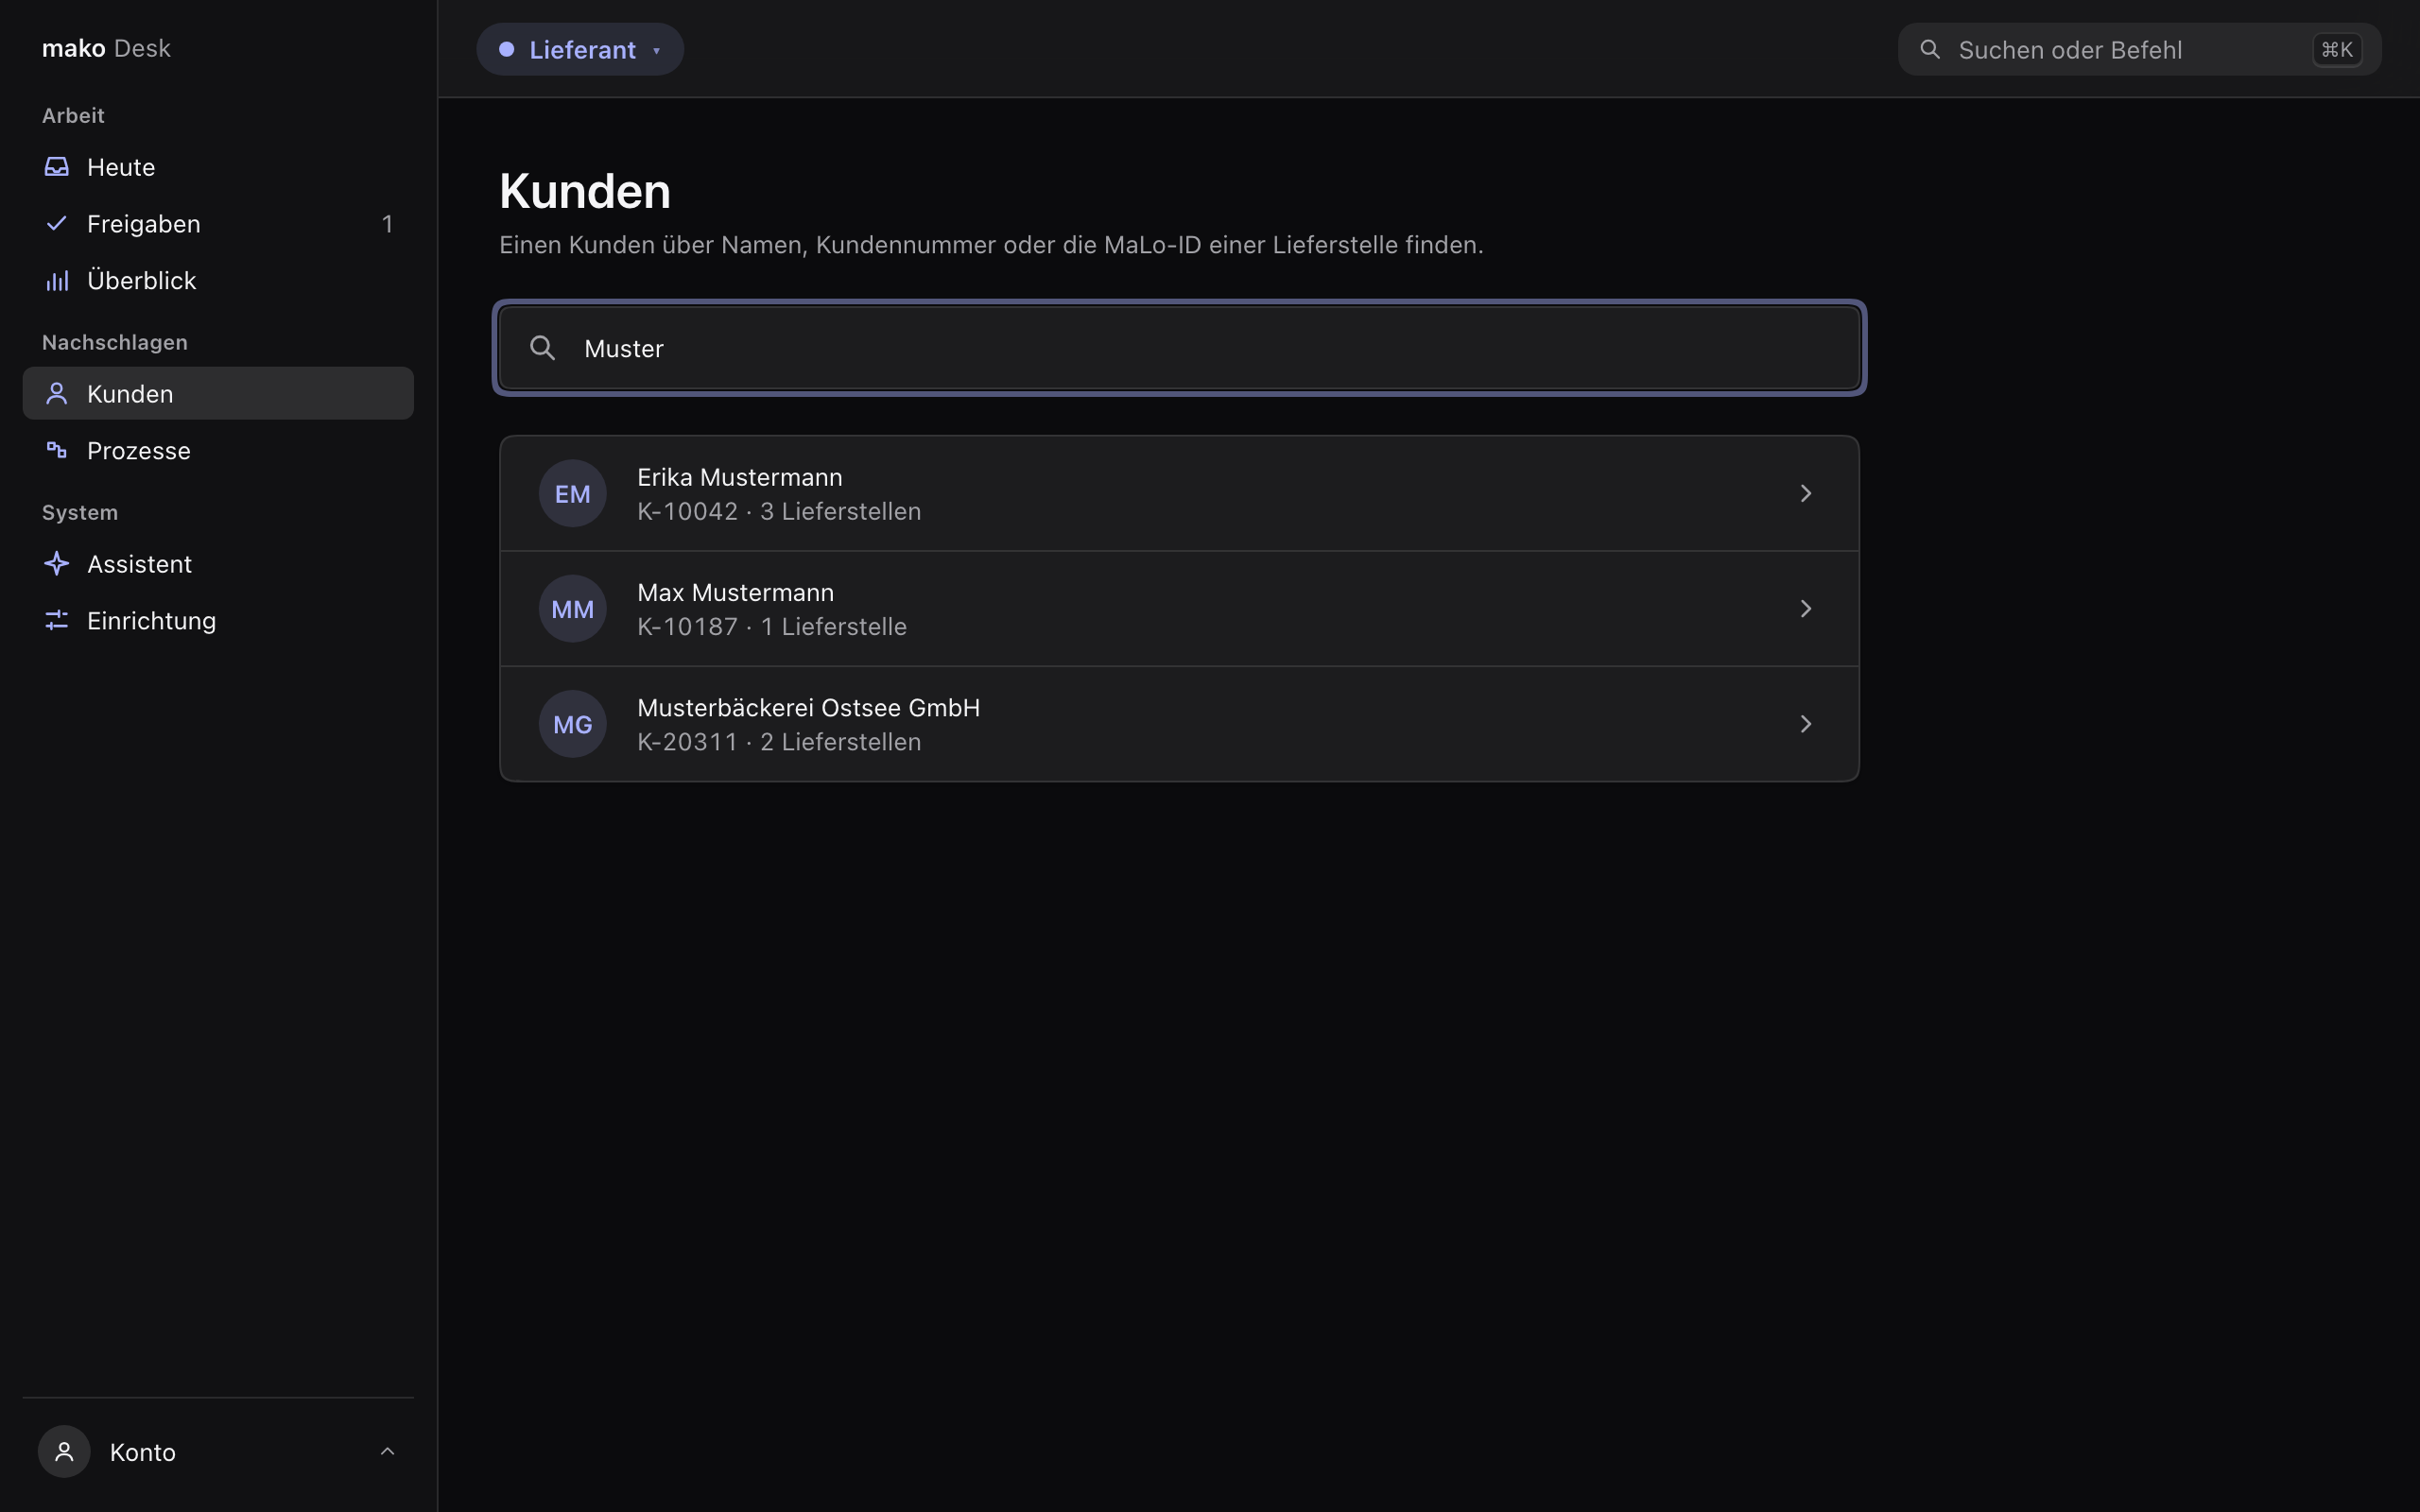 mako Desk
Arbeit
Heute
Freigaben 1
Überblick
Nachschlagen
Kunden
Prozesse
System
Assistent
Einrichtung
Konto
Lieferant
Suchen oder Befehl ⌘K
Kunden
Einen Kunden über Namen, Kundennummer oder die MaLo-ID einer Lieferstelle finden.
Muster
EM
Erika Mustermann
K-10042 · 3 Lieferstellen
MM
Max Mustermann
K-10187 · 1 Lieferstelle
MG
Musterbäckerei Ostsee GmbH
K-20311 · 2 Lieferstellen